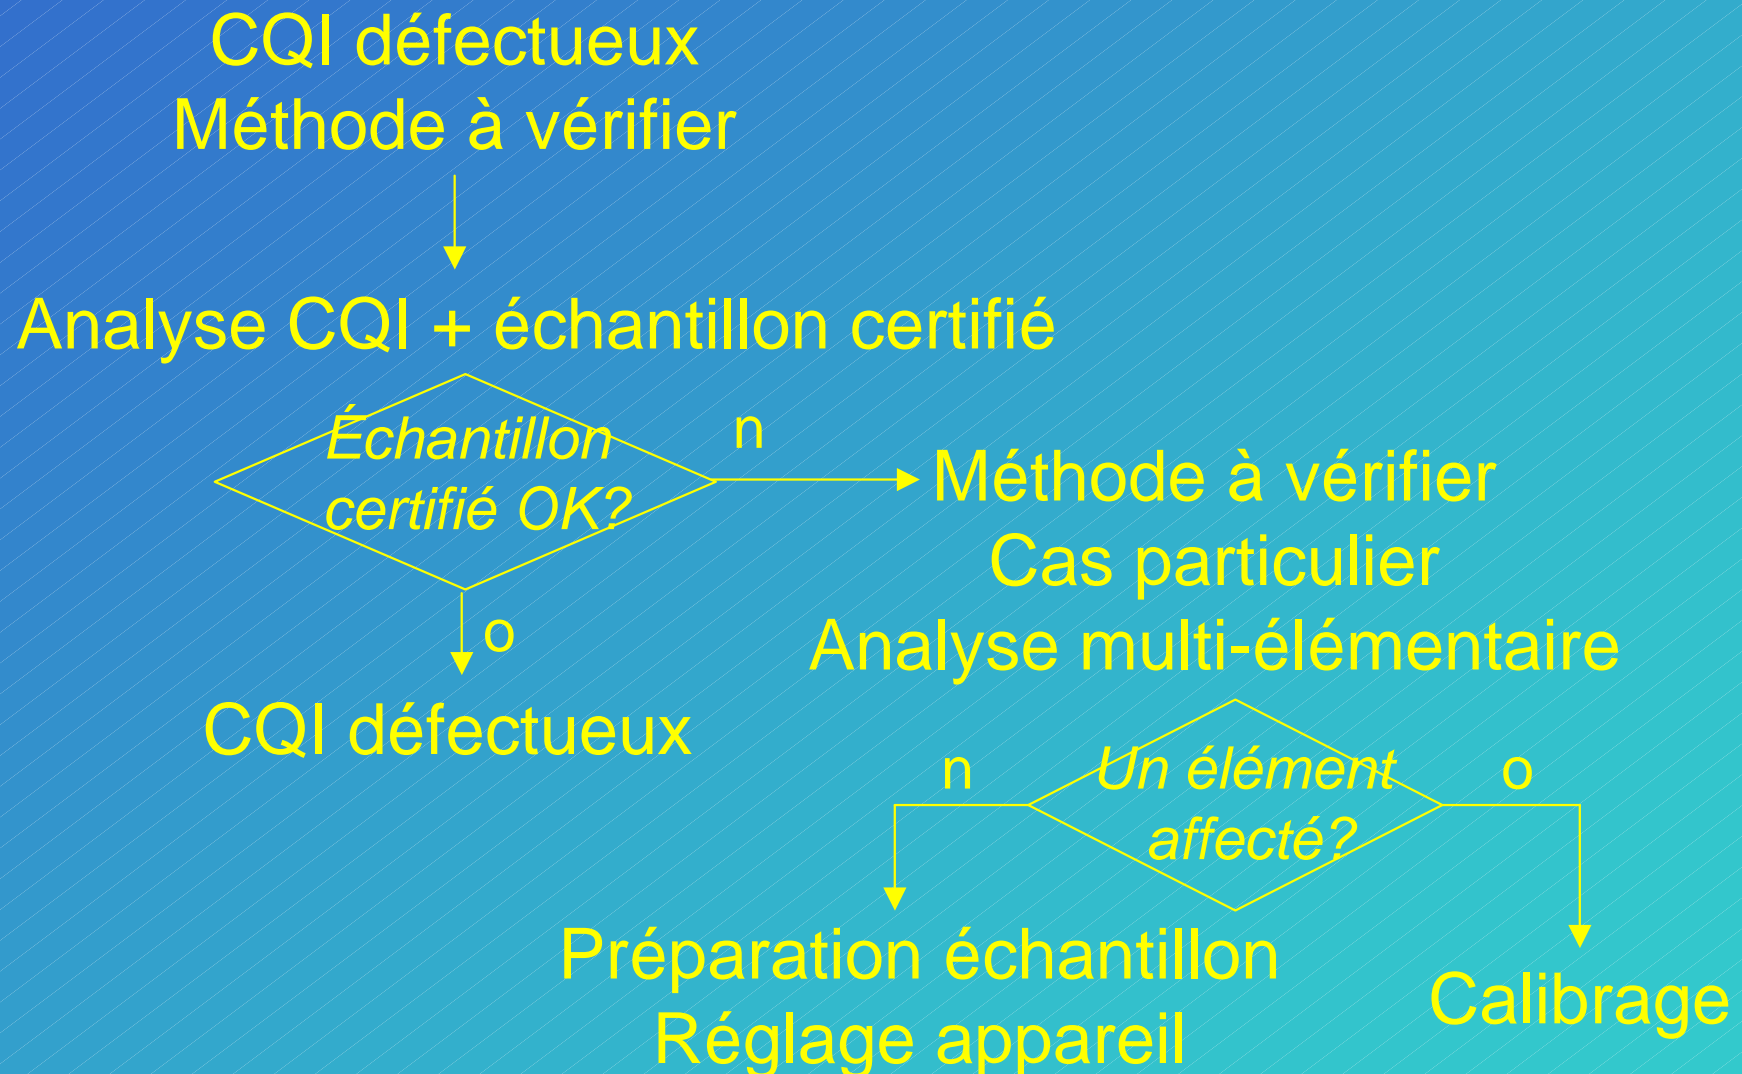 CQI défectueux
Méthode à vérifier
Analyse CQI + échantillon certifié
Échantillon
certifié OK?
n
o
CQI défectueux
Méthode à vérifier
Cas particulier
Analyse multi-élémentaire
Un élément
affecté?
n
o
Préparation échantillon
Réglage appareil
Calibrage